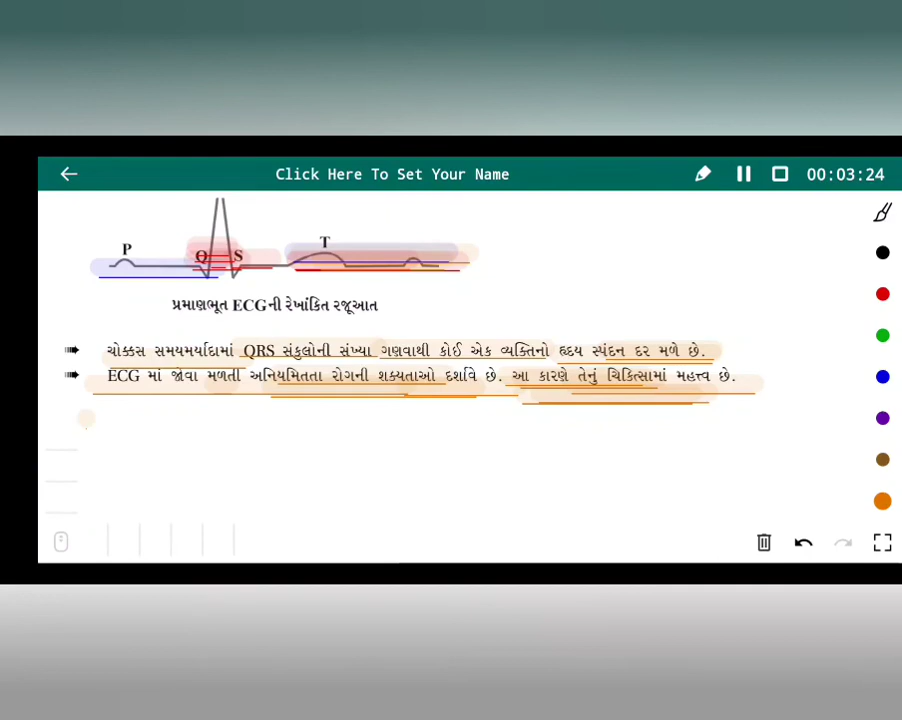 Click Here To Set Your Name
00:03:24
P
Q S
T
પ્રમાણભૂત ECGની રેખાંકિત રજૂઆત
ચોક્કસ સમયમર્યાદામાં QRS સંકુલોની સંખ્યા ગણવાથી કોઈ એક વ્યક્તિનો હૃદય સ્પંદન દર મળે છે.
ECG માં જોવા મળતી અનિયમિતતા રોગની શક્યતાઓ દર્શાવે છે. આ કારણે તેનું ચિકિત્સામાં મહત્ત્વ છે.